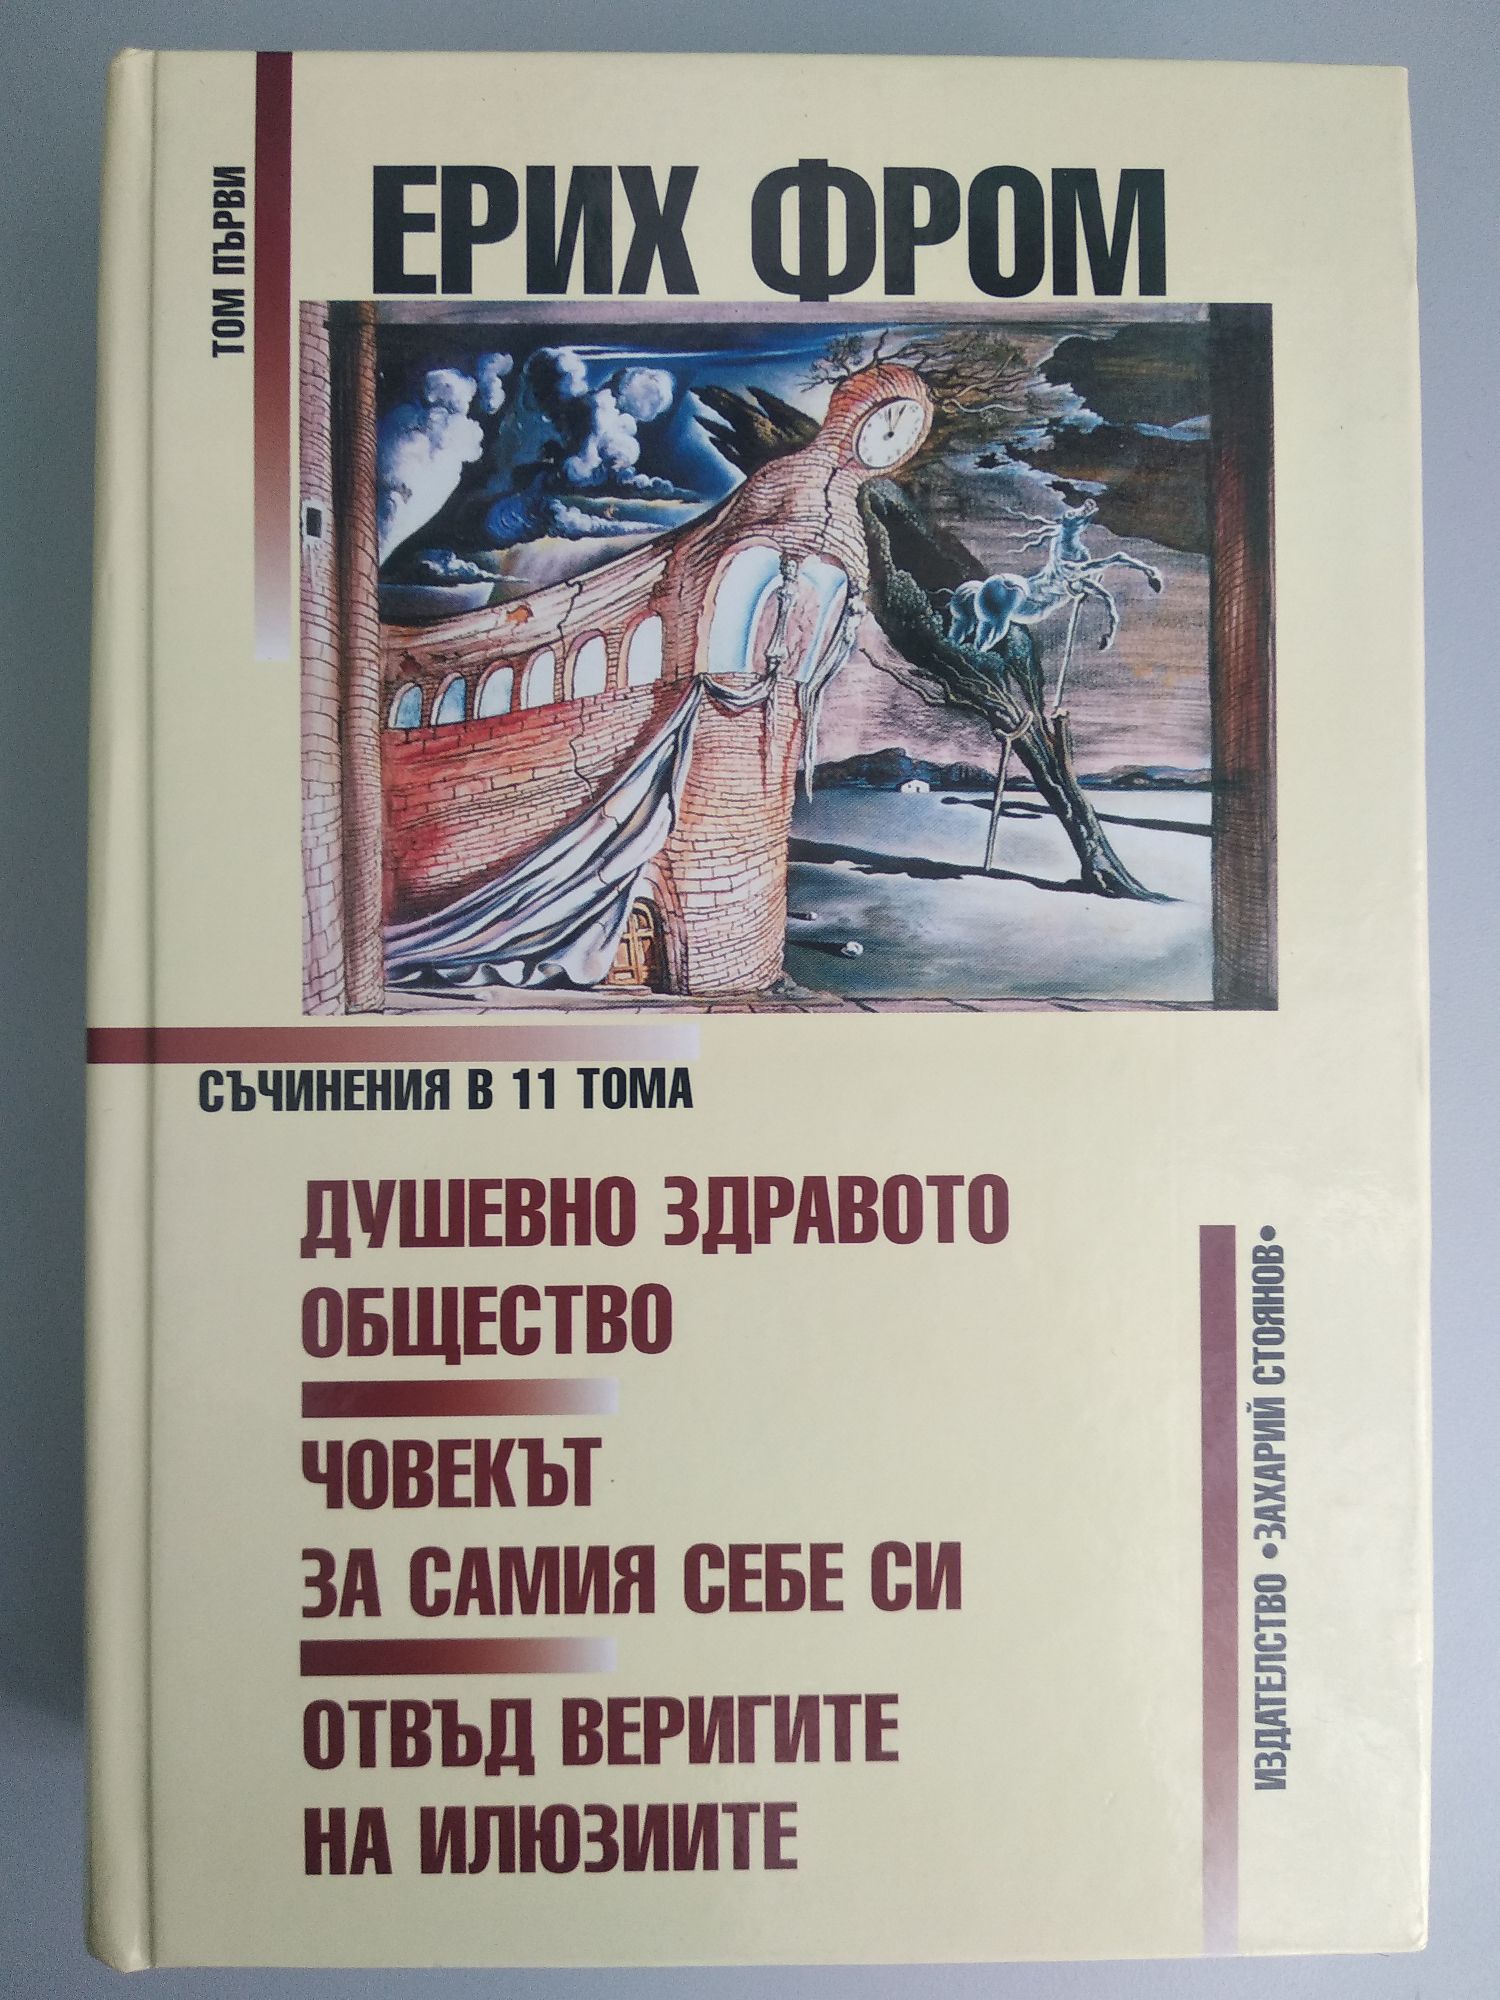 ТОМ ПЪРВИ
ЕРИХ ФРОМ
СЪЧИНЕНИЯ В 11 ТОМА
ДУШЕВНО ЗДРАВОТО
ОБЩЕСТВО
ЧОВЕКЪТ
ЗА САМИЯ СЕБЕ СИ
ОТВЪД ВЕРИГИТЕ
НА ИЛЮЗИИТЕ
ИЗДАТЕЛСТВО •ЗАХАРИЙ СТОЯНОВ•